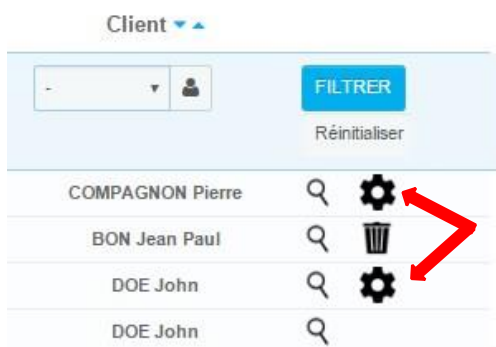 Client
- FILTRER
Réinitialiser
COMPAGNON Pierre
BON Jean Paul
DOE John
DOE John